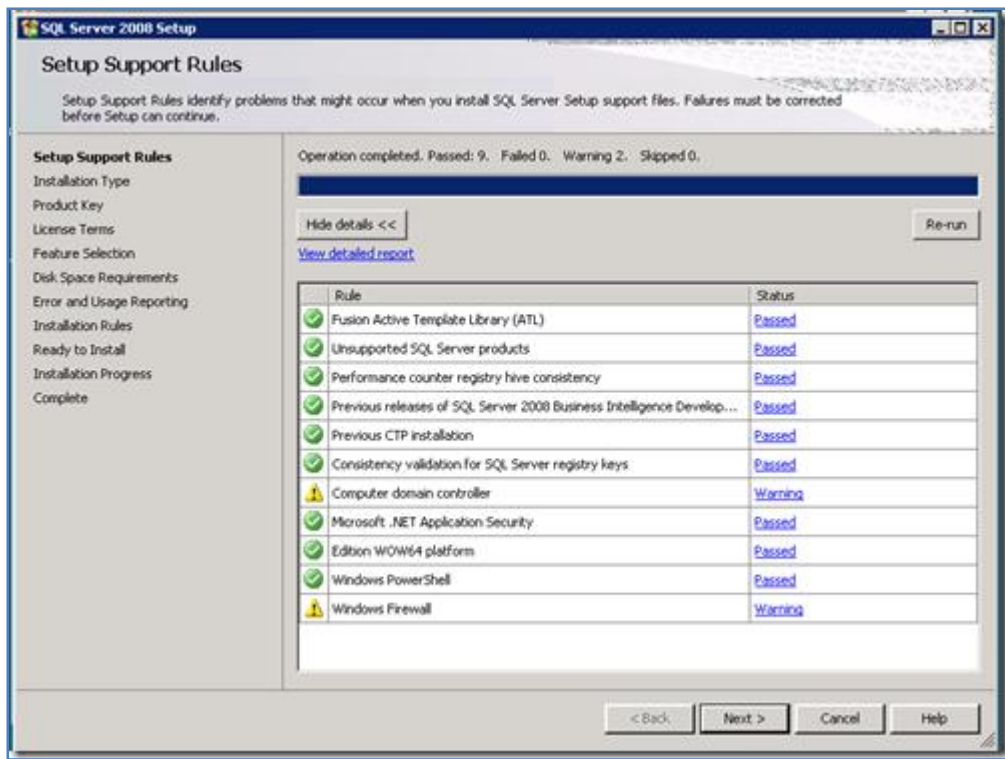 SQL Server 2008 Setup
Setup Support Rules
Setup Support Rules identify problems that might occur when you install SQL Server Setup support files. Failures must be corrected
before Setup can continue.
Setup Support Rules
Installation Type
Product Key
License Terms
Feature Selection
Disk Space Requirements
Error and Usage Reporting
Installation Rules
Ready to Install
Installation Progress
Complete
Operation completed. Passed: 9. Failed 0. Warning 2. Skipped 0.
Hide details <<
Re-run
View detailed report
Rule Status
Fusion Active Template Library (ATL) Passed
Unsupported SQL Server products Passed
Performance counter registry hive consistency Passed
Previous releases of SQL Server 2008 Business Intelligence Develop... Passed
Previous CTP installation Passed
Consistency validation for SQL Server registry keys Passed
Computer domain controller Warning
Microsoft .NET Application Security Passed
Edition WOW64 platform Passed
Windows PowerShell Passed
Windows Firewall Warning
< Back Next > Cancel Help